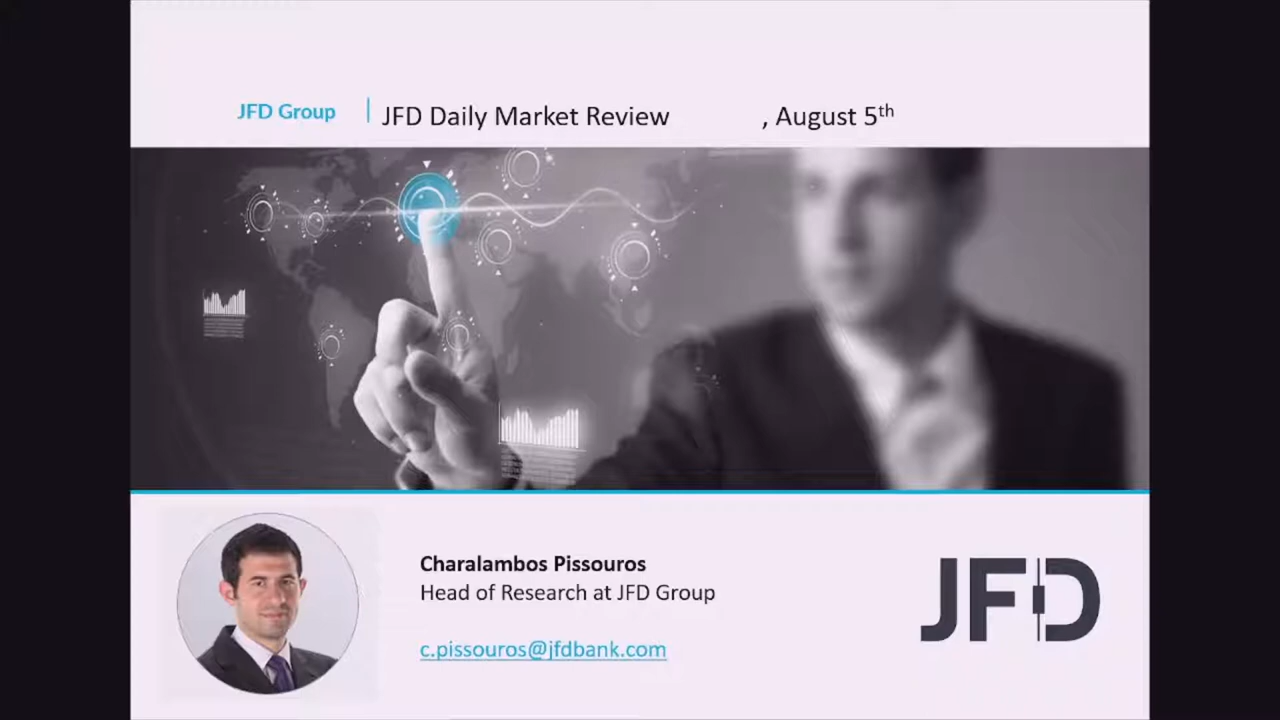 JFD Group
JFD Daily Market Review , August 5th
Charalambos Pissouros
Head of Research at JFD Group
c.pissouros@jfdbank.com
JFD